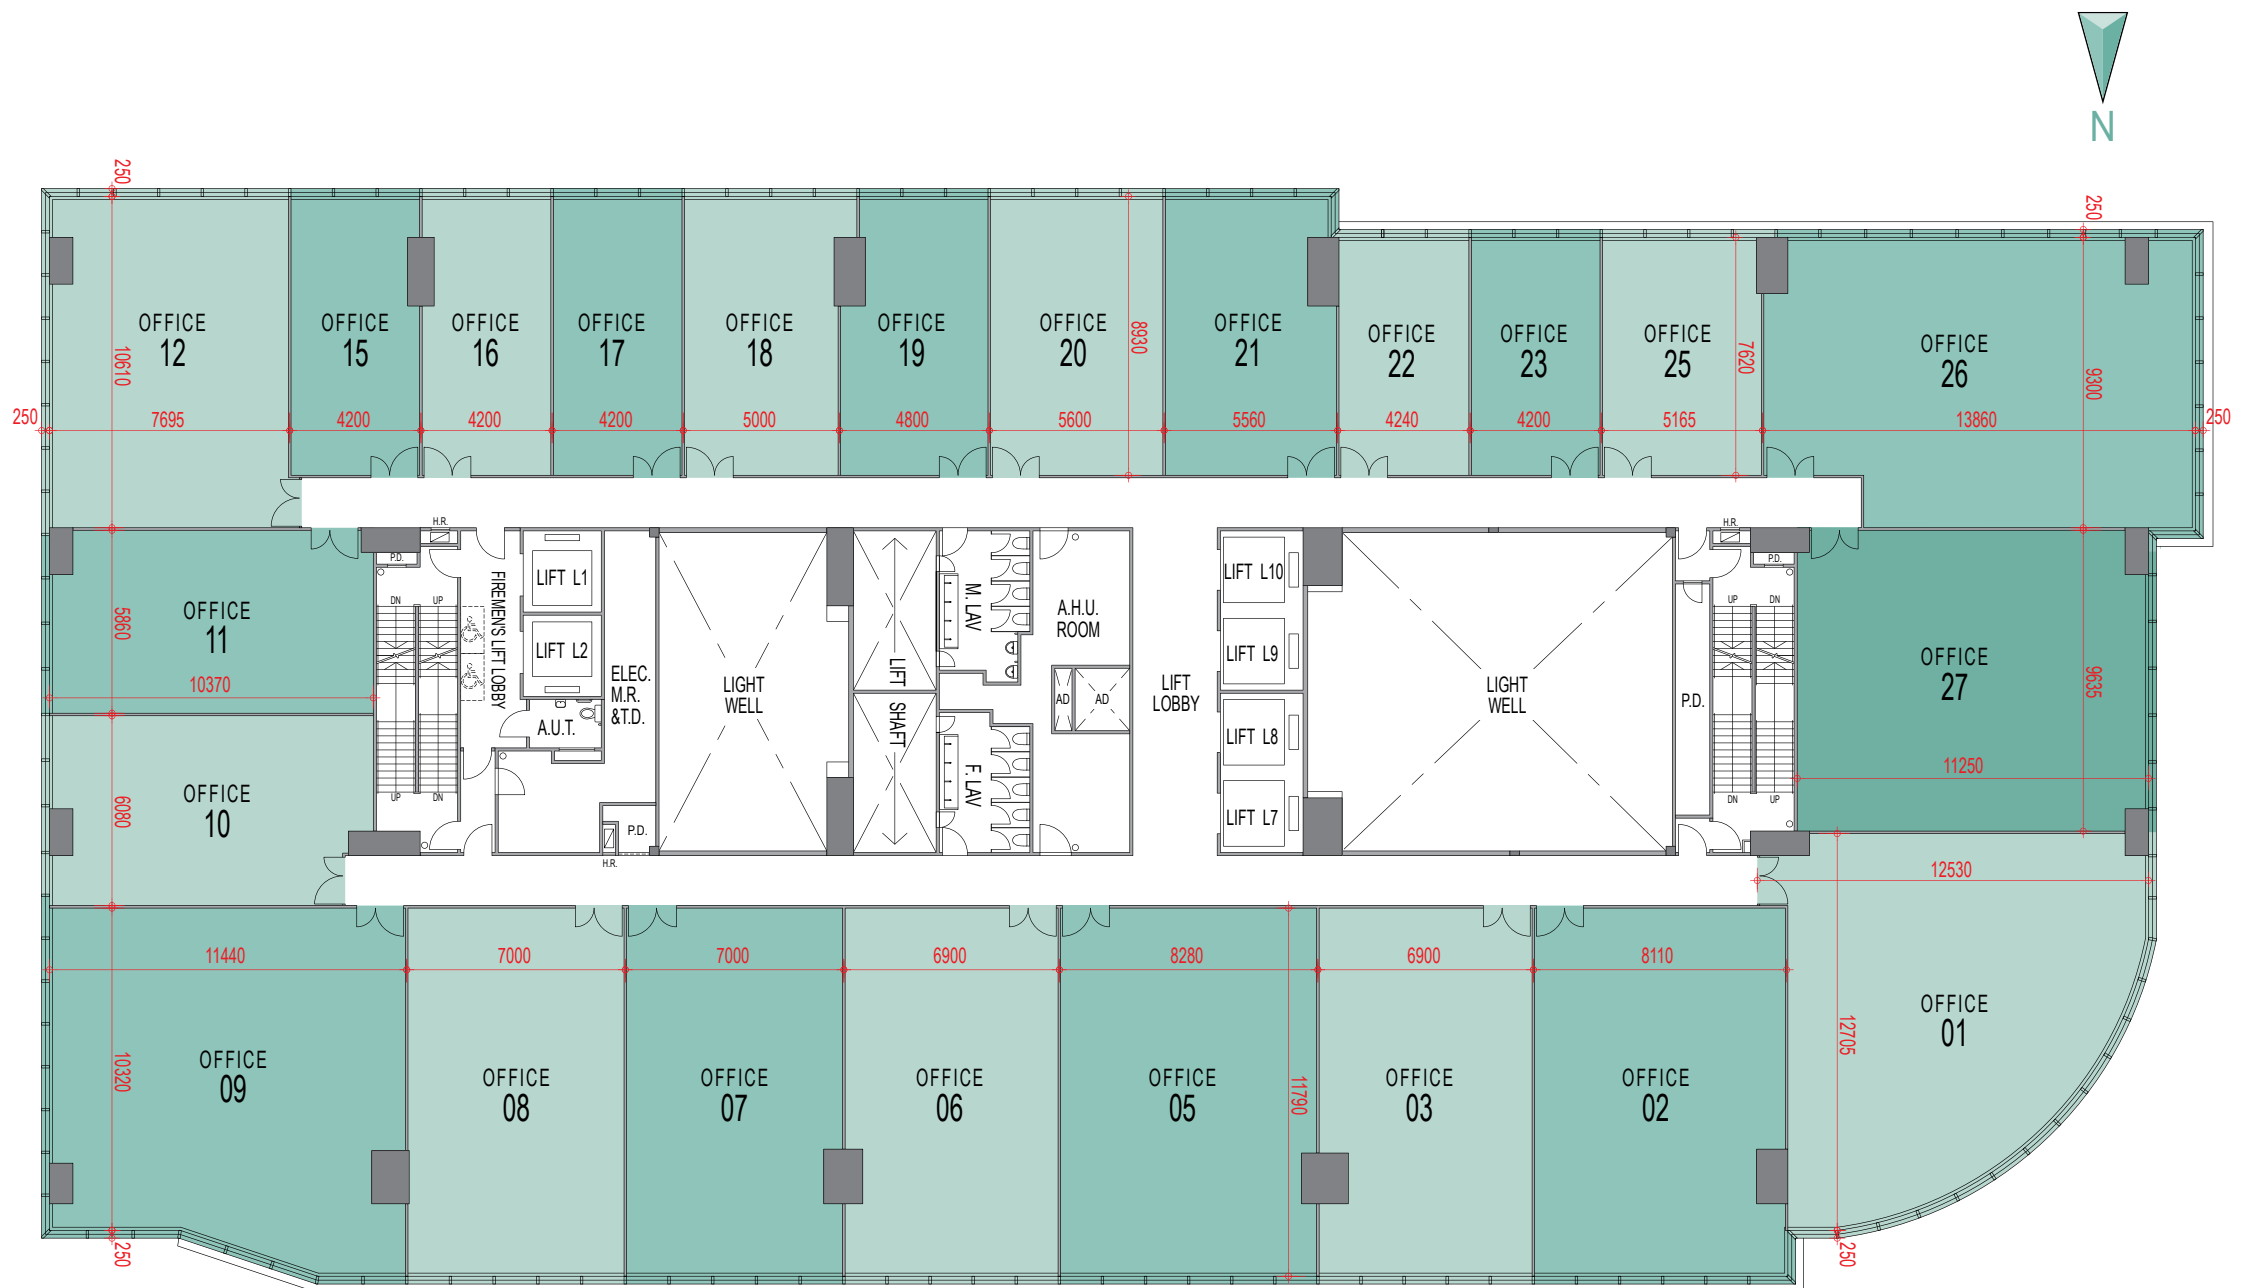 N
250
250
OFFICE
12
OFFICE
15
OFFICE
16
OFFICE
17
OFFICE
18
OFFICE
19
OFFICE
20
OFFICE
21
OFFICE
22
OFFICE
23
OFFICE
25
OFFICE
26
10610
8930
7620
9300
250
7695
4200
4200
4200
5000
4800
5600
5560
4240
4200
5165
13860
250
H.R.
H.R.
P.D.
P.D.
OFFICE
11
5860
10370
DN
UP
FIREMEN'S LIFT LOBBY
LIFT L1
LIFT L2
A.U.T.
ELEC.
M.R.
&T.D.
LIGHT
WELL
LIFT
SHAFT
M. LAV
F. LAV
A.H.U.
ROOM
AD
AD
LIFT
LOBBY
LIFT L10
LIFT L9
LIFT L8
LIFT L7
LIGHT
WELL
P.D.
UP
DN
OFFICE
27
9635
11250
OFFICE
10
6080
UP
DN
P.D.
H.R.
DN
UP
12530
11440
7000
7000
6900
8280
6900
8110
OFFICE
09
10320
OFFICE
08
OFFICE
07
OFFICE
06
OFFICE
05
11790
OFFICE
03
OFFICE
02
OFFICE
01
12705
250
250